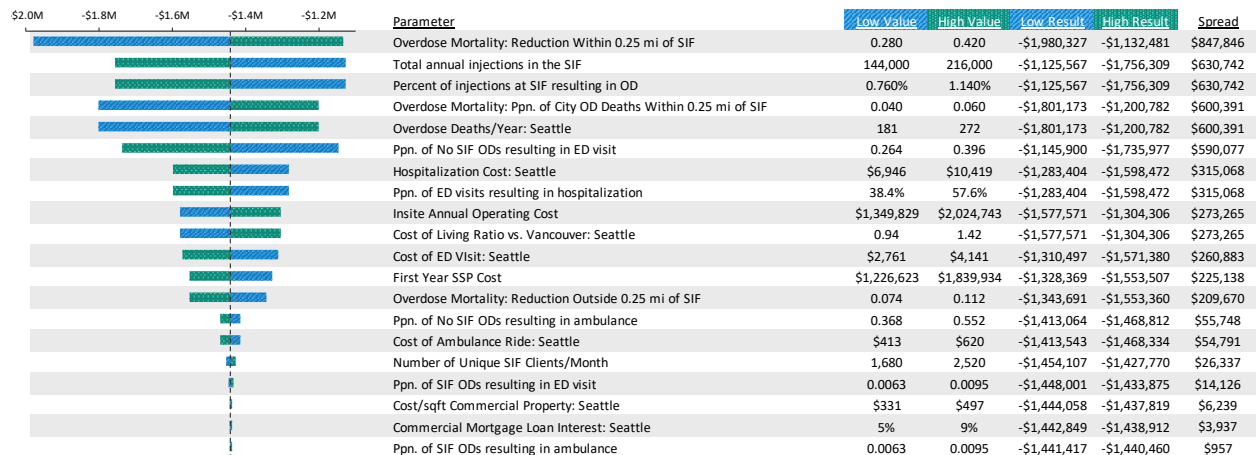 $2.0M -$1.8M -$1.6M -$1.4M -$1.2M
Parameter Low Value High Value Low Result High Result Spread
Overdose Mortality: Reduction Within 0.25 mi of SIF 0.280 0.420 -$1,980,327 -$1,132,481 $847,846
Total annual injections in the SIF 144,000 216,000 -$1,125,567 -$1,756,309 $630,742
Percent of injections at SIF resulting in OD 0.760% 1.140% -$1,125,567 -$1,756,309 $630,742
Overdose Mortality: Ppn. of City OD Deaths Within 0.25 mi of SIF 0.040 0.060 -$1,801,173 -$1,200,782 $600,391
Overdose Deaths/Year: Seattle 181 272 -$1,801,173 -$1,200,782 $600,391
Ppn. of No SIF ODs resulting in ED visit 0.264 0.396 -$1,145,900 -$1,735,977 $590,077
Hospitalization Cost: Seattle $6,946 $10,419 -$1,283,404 -$1,598,472 $315,068
Ppn. of ED visits resulting in hospitalization 38.4% 57.6% -$1,283,404 -$1,598,472 $315,068
Insite Annual Operating Cost $1,349,829 $2,024,743 -$1,577,571 -$1,304,306 $273,265
Cost of Living Ratio vs. Vancouver: Seattle 0.94 1.42 -$1,577,571 -$1,304,306 $273,265
Cost of ED VIsit: Seattle $2,761 $4,141 -$1,310,497 -$1,571,380 $260,883
First Year SSP Cost $1,226,623 $1,839,934 -$1,328,369 -$1,553,507 $225,138
Overdose Mortality: Reduction Outside 0.25 mi of SIF 0.074 0.112 -$1,343,691 -$1,553,360 $209,670
Ppn. of No SIF ODs resulting in ambulance 0.368 0.552 -$1,413,064 -$1,468,812 $55,748
Cost of Ambulance Ride: Seattle $413 $620 -$1,413,543 -$1,468,334 $54,791
Number of Unique SIF Clients/Month 1,680 2,520 -$1,454,107 -$1,427,770 $26,337
Ppn. of SIF ODs resulting in ED visit 0.0063 0.0095 -$1,448,001 -$1,433,875 $14,126
Cost/sqft Commercial Property: Seattle $331 $497 -$1,444,058 -$1,437,819 $6,239
Commercial Mortgage Loan Interest: Seattle 5% 9% -$1,442,849 -$1,438,912 $3,937
Ppn. of SIF ODs resulting in ambulance 0.0063 0.0095 -$1,441,417 -$1,440,460 $957